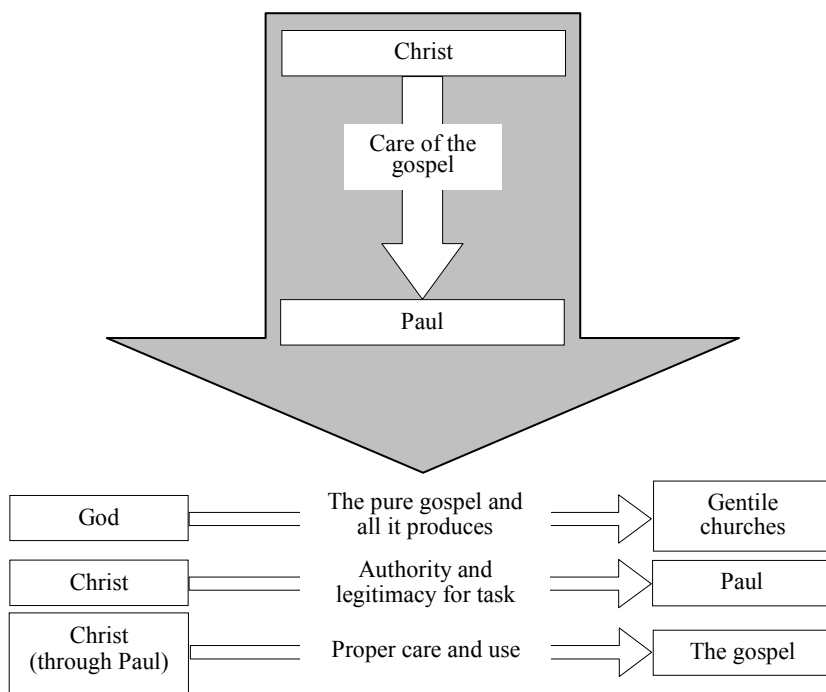 Christ
Care of the
gospel
Paul
God
The pure gospel and
all it produces
Gentile
churches
Christ
Authority and
legitimacy for task
Paul
Christ
(through Paul)
Proper care and use
The gospel